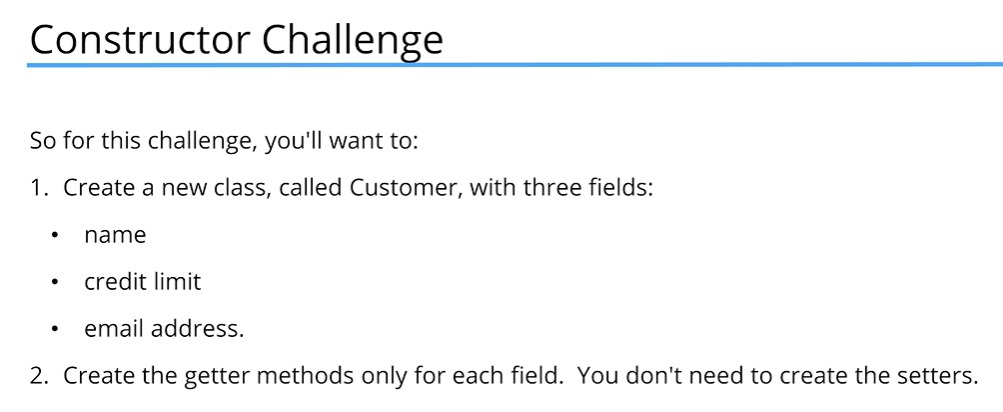 Constructor Challenge
So for this challenge, you'll want to:
1. Create a new class, called Customer, with three fields:
• name
• credit limit
• email address.
2. Create the getter methods only for each field. You don't need to create the setters.